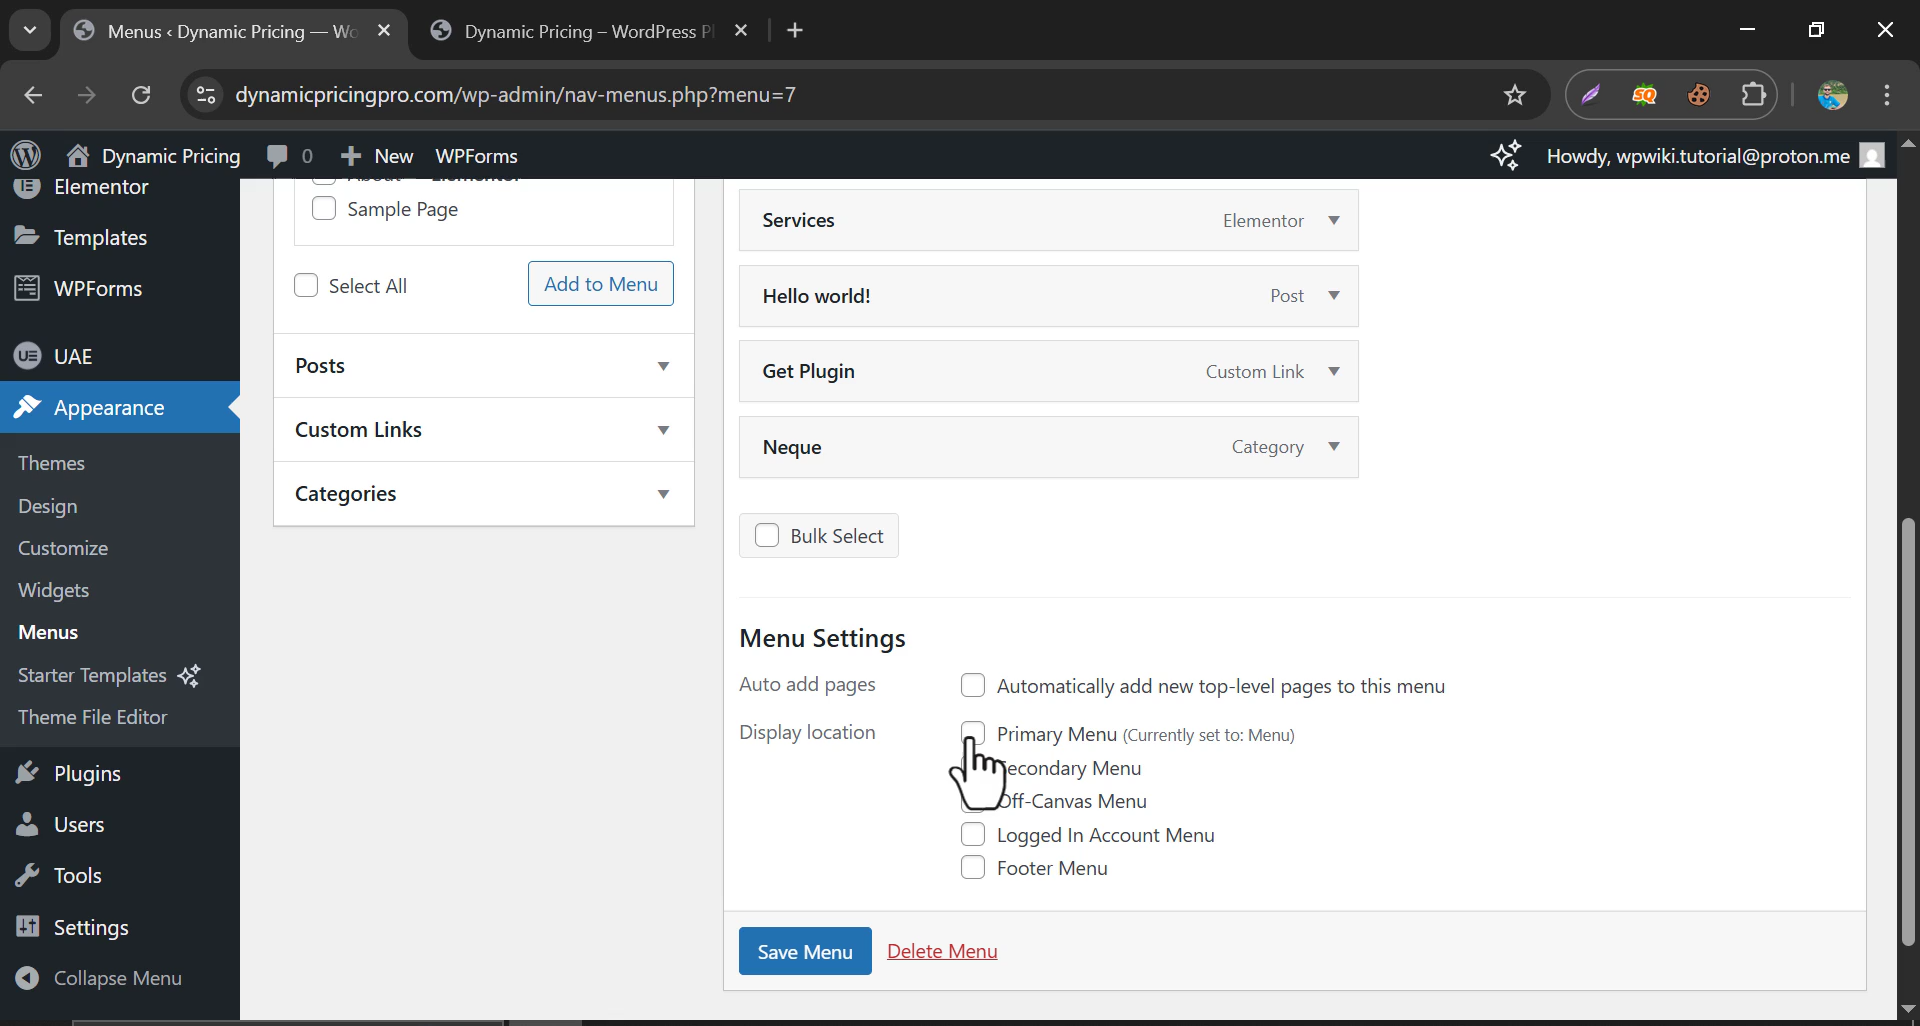 Menus ‹ Dynamic Pricing — Wo
Dynamic Pricing – WordPress Pl
dynamicpricingpro.com/wp-admin/nav-menus.php?menu=7
Dynamic Pricing
0
New
WPForms
Howdy, wpwiki.tutorial@proton.me
Elementor
Templates
WPForms
UAE
Appearance
Themes
Design
Customize
Widgets
Menus
Starter Templates
Theme File Editor
Plugins
Users
Tools
Settings
Collapse Menu
Sample Page
Select All
Add to Menu
Posts
Custom Links
Categories
Services Elementor
Hello world! Post
Get Plugin Custom Link
Neque Category
Bulk Select
Menu Settings
Auto add pages
Automatically add new top-level pages to this menu
Display location
Primary Menu (Currently set to: Menu)
econdary Menu
Off-Canvas Menu
Logged In Account Menu
Footer Menu
Save Menu
Delete Menu